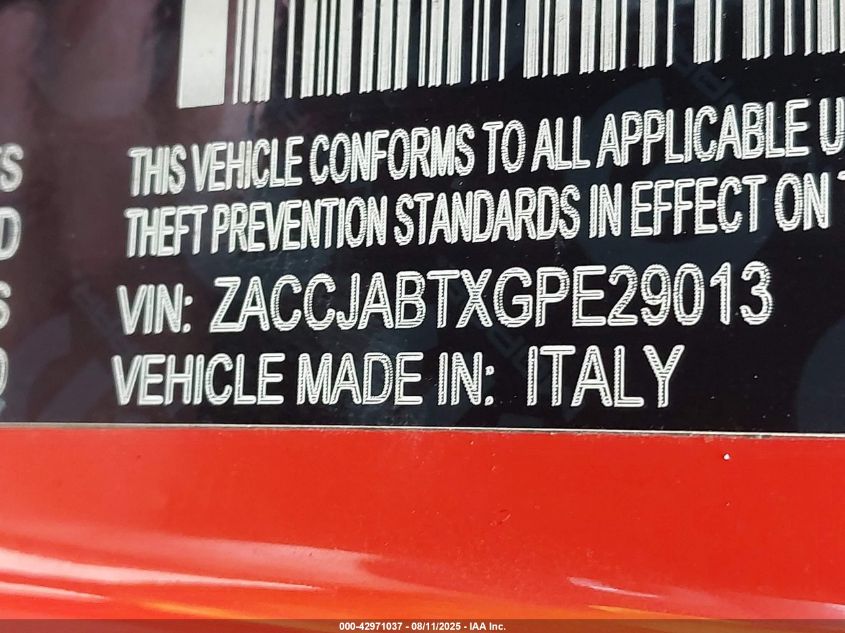 THIS VEHICLE CONFORMS TO ALL APPLICABLE U
THEFT PREVENTION STANDARDS IN EFFECT ON T
VIN: ZACCJABTXGPE29013
VEHICLE MADE IN: ITALY
000-42971037 - 08/11/2025 - IAA Inc.